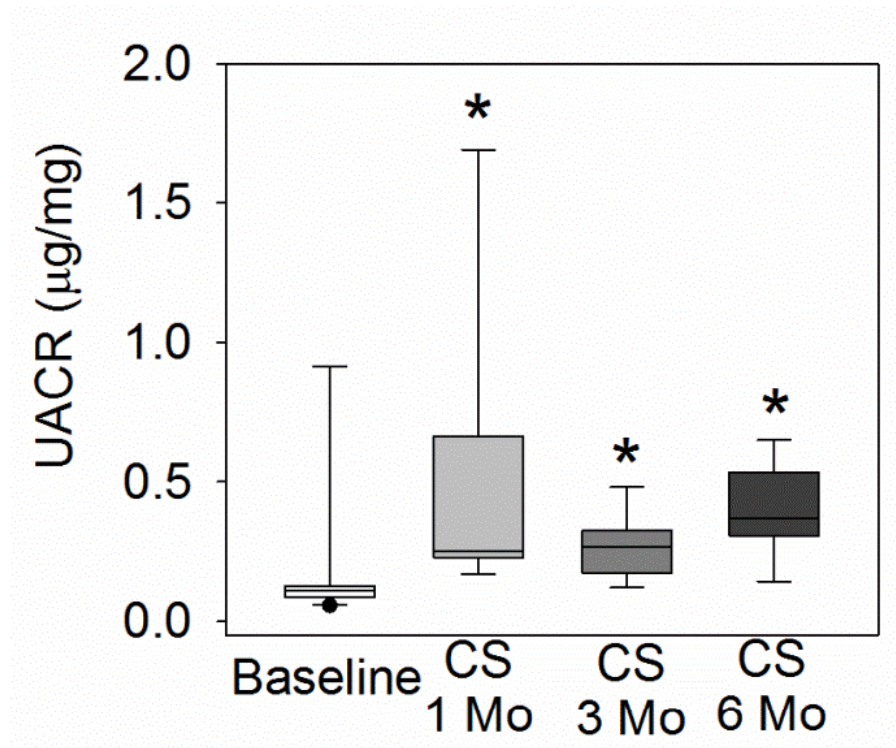 UACR (μg/mg)
2.0
1.5
1.0
0.5
0.0
*
*
*
Baseline
CS
1 Mo
CS
3 Mo
CS
6 Mo